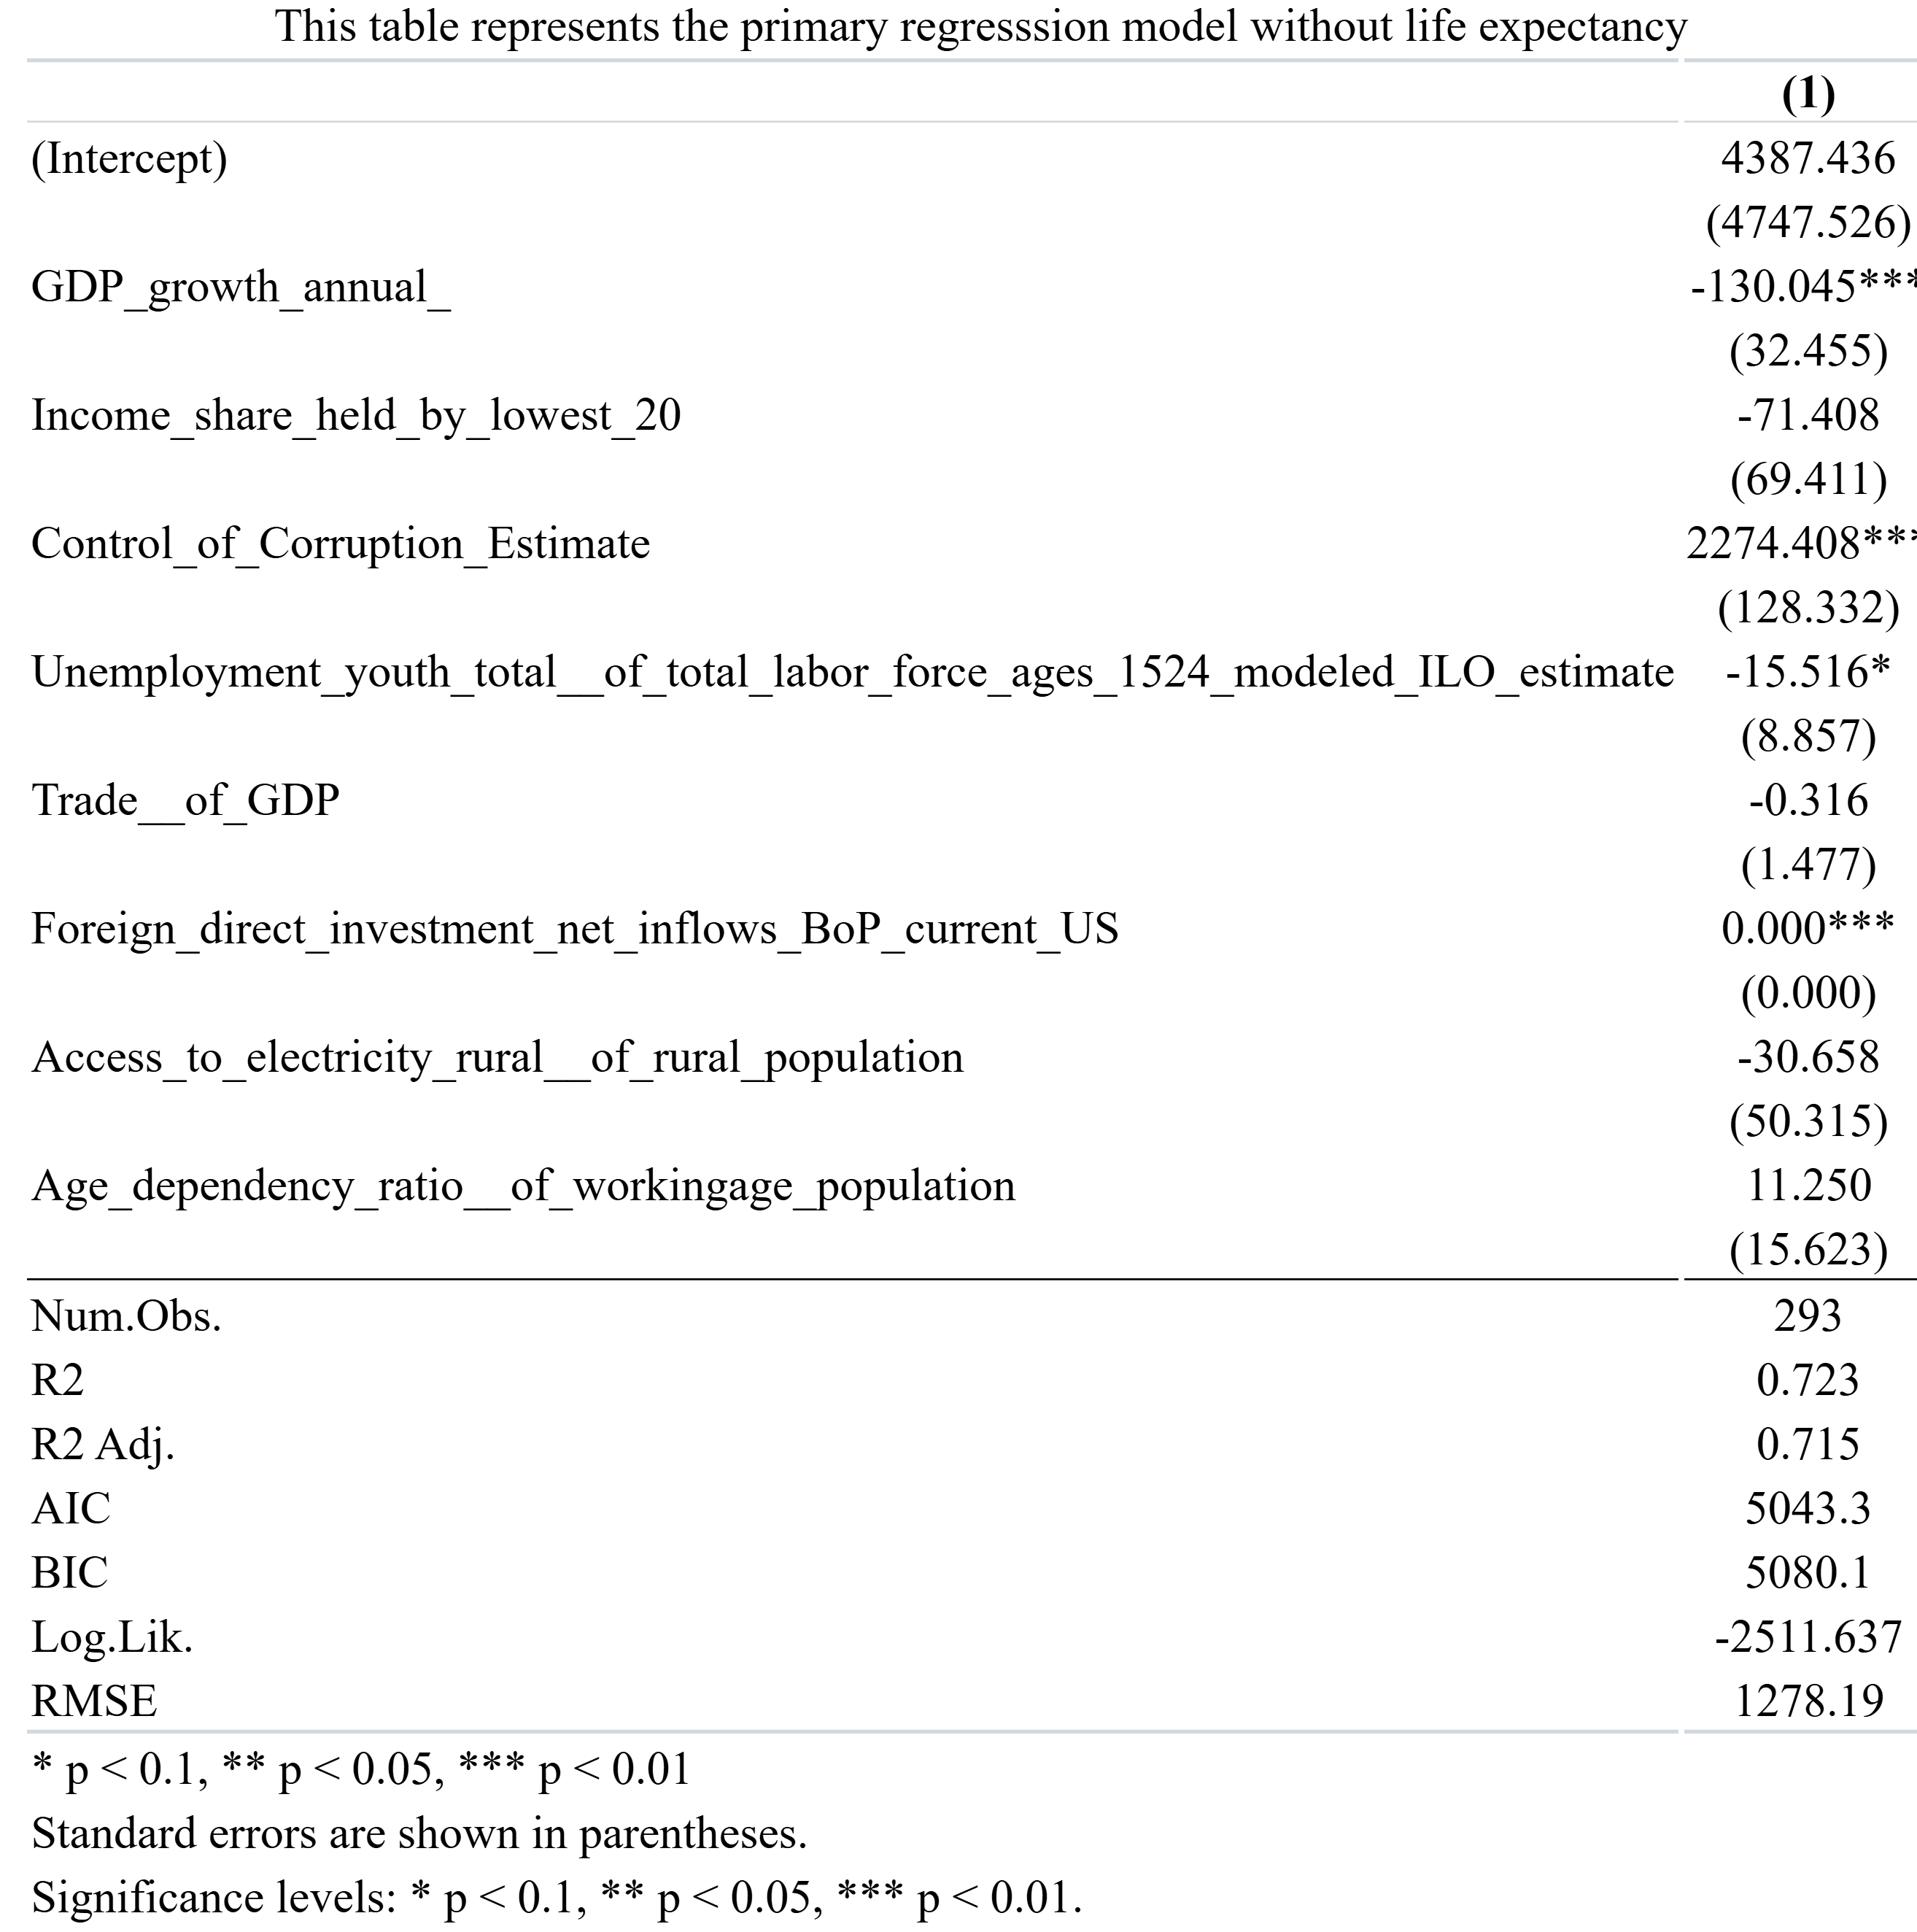 This table represents the primary regresssion model without life expectancy
(1)
(Intercept) 4387.436
(4747.526)
GDP_growth_annual_ -130.045***
(32.455)
Income_share_held_by_lowest_20 -71.408
(69.411)
Control_of_Corruption_Estimate 2274.408***
(128.332)
Unemployment_youth_total__of_total_labor_force_ages_1524_modeled_ILO_estimate -15.516*
(8.857)
Trade__of_GDP -0.316
(1.477)
Foreign_direct_investment_net_inflows_BoP_current_US 0.000***
(0.000)
Access_to_electricity_rural__of_rural_population -30.658
(50.315)
Age_dependency_ratio__of_workingage_population 11.250
(15.623)
Num.Obs. 293
R2 0.723
R2 Adj. 0.715
AIC 5043.3
BIC 5080.1
Log.Lik. -2511.637
RMSE 1278.19
* p < 0.1, ** p < 0.05, *** p < 0.01
Standard errors are shown in parentheses.
Significance levels: * p < 0.1, ** p < 0.05, *** p < 0.01.